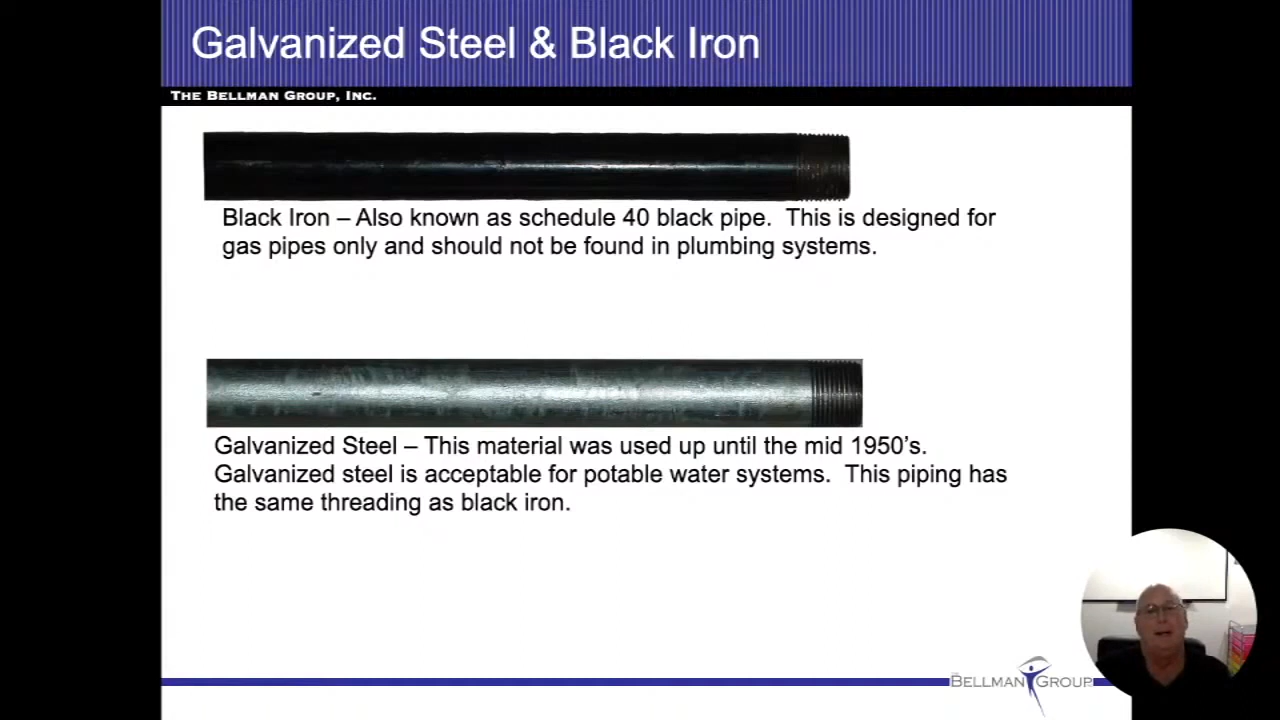 Galvanized Steel & Black Iron
THE BELLMAN GROUP, INC.
Black Iron – Also known as schedule 40 black pipe.  This is designed for
gas pipes only and should not be found in plumbing systems.
Galvanized Steel – This material was used up until the mid 1950's.
Galvanized steel is acceptable for potable water systems.  This piping has
the same threading as black iron.
BELLMAN GROUP